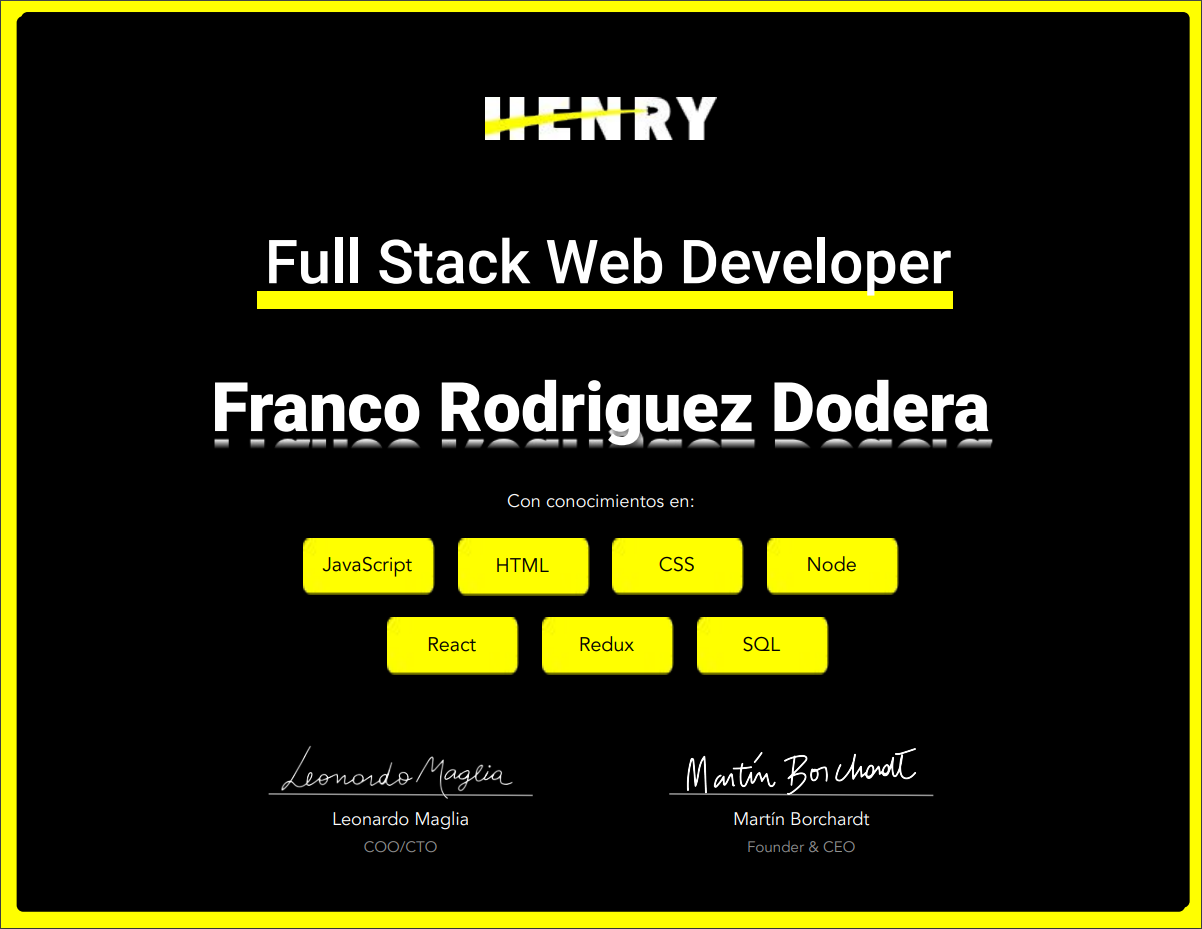 HENRY
Full Stack Web Developer
Franco Rodriguez Dodera
Con conocimientos en:
JavaScript HTML CSS Node
React Redux SQL
Leonardo Maglia Martín Borchardt
Leonardo Maglia Martín Borchardt
COO/CTO Founder & CEO